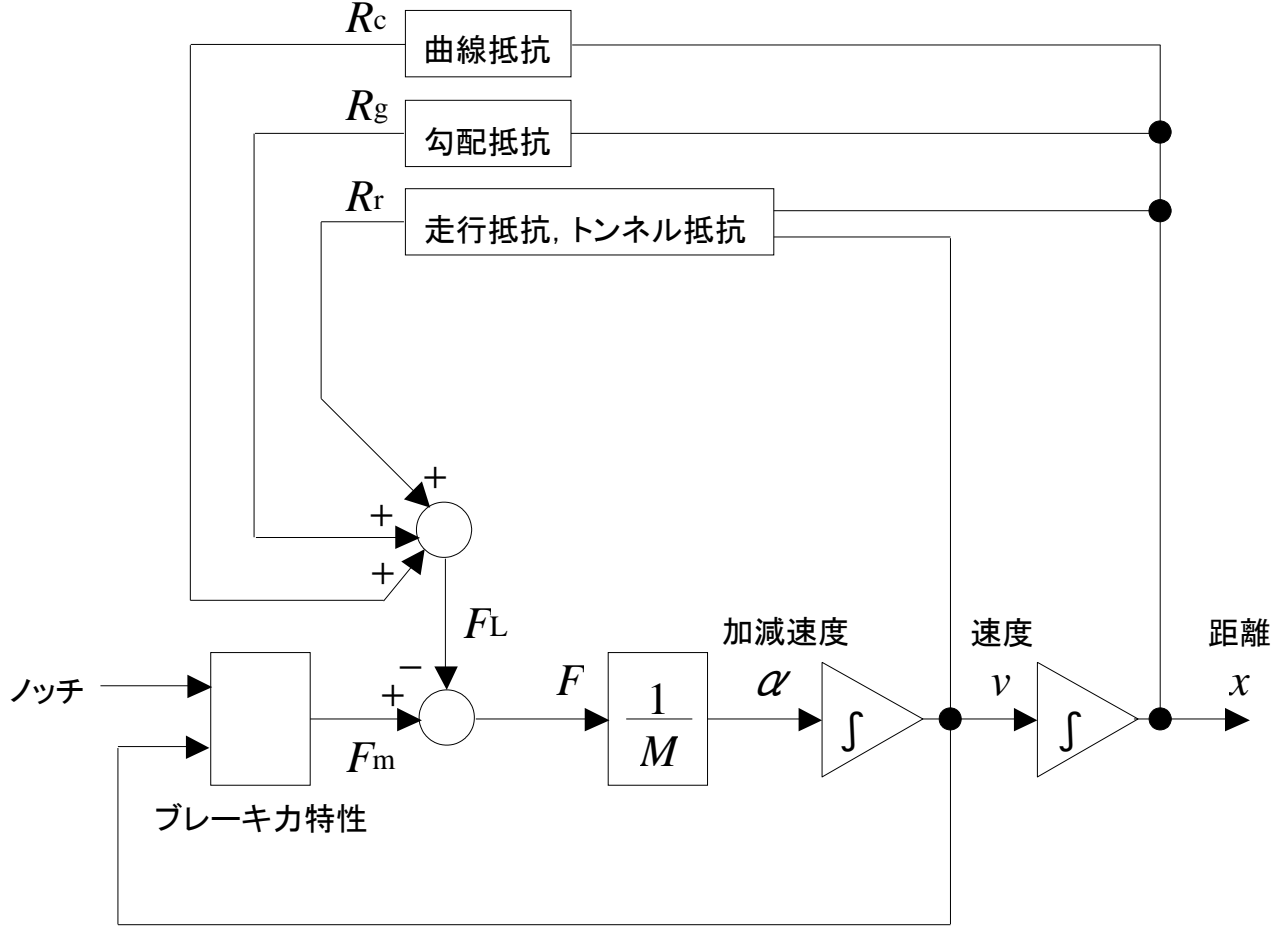 Rc
曲線抵抗
Rg
勾配抵抗
Rr
走行抵抗, トンネル抵抗
+
+
+
FL
加減速度
速度
距離
ノッチ
−
+
F
1
M
α
∫
v
∫
x
Fm
ブレーキ力特性